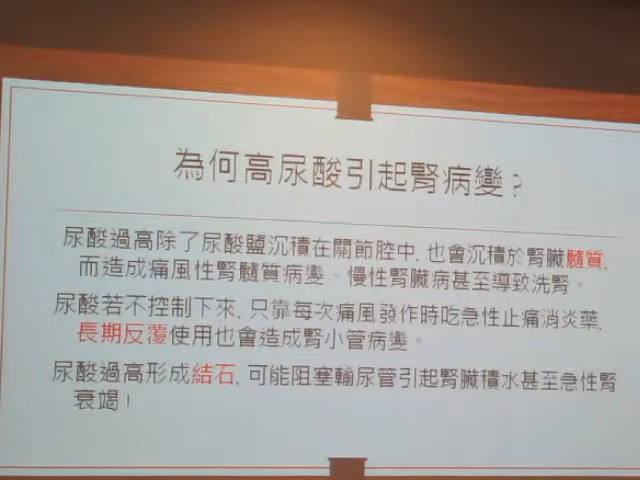 為何高尿酸引起腎病變?
尿酸過高除了尿酸鹽沉積在關節腔中, 也會沉積於腎臟髓質,
而造成痛風性腎髓質病變、慢性腎臟病甚至導致洗腎。
尿酸若不控制下來, 只靠每次痛風發作時吃急性止痛消炎藥,
長期反覆使用也會造成腎小管病變。
尿酸過高形成結石, 可能阻塞輸尿管引起腎臟積水甚至急性腎
衰竭!